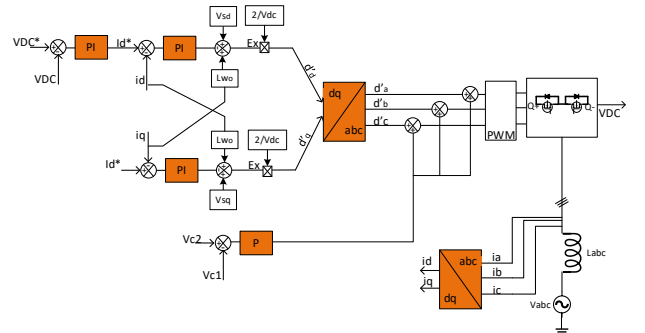 Vsd
2/Vdc
VDC*
PI
Id*
PI
Ex
d'd
VDC
id
Lwo
dq
abc
d'a
d'b
d'c
PWM
Q+
Q-
VDC
iq
Lwo
2/Vdc
d'q
Id*
PI
Ex
Vsq
Vc2
P
Vc1
id
iq
abc
dq
ia
ib
ic
Labc
Vabc